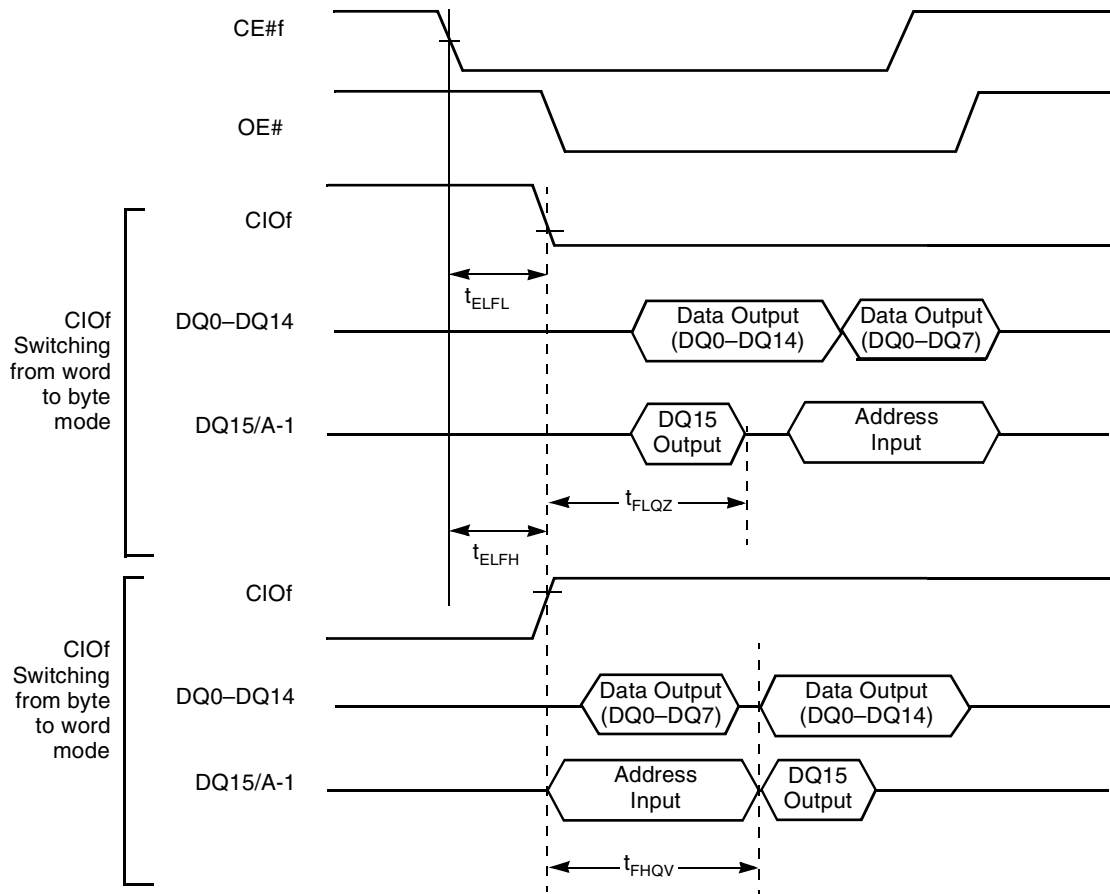 CE#f
OE#
CIOf
CIOf
Switching
from word
to byte
mode
tELFL
DQ0–DQ14
Data Output
(DQ0–DQ14)
Data Output
(DQ0–DQ7)
DQ15/A-1
DQ15
Output
Address
Input
tFLQZ
tELFH
CIOf
CIOf
Switching
from byte
to word
mode
DQ0–DQ14
Data Output
(DQ0–DQ7)
Data Output
(DQ0–DQ14)
DQ15/A-1
Address
Input
DQ15
Output
tFHQV